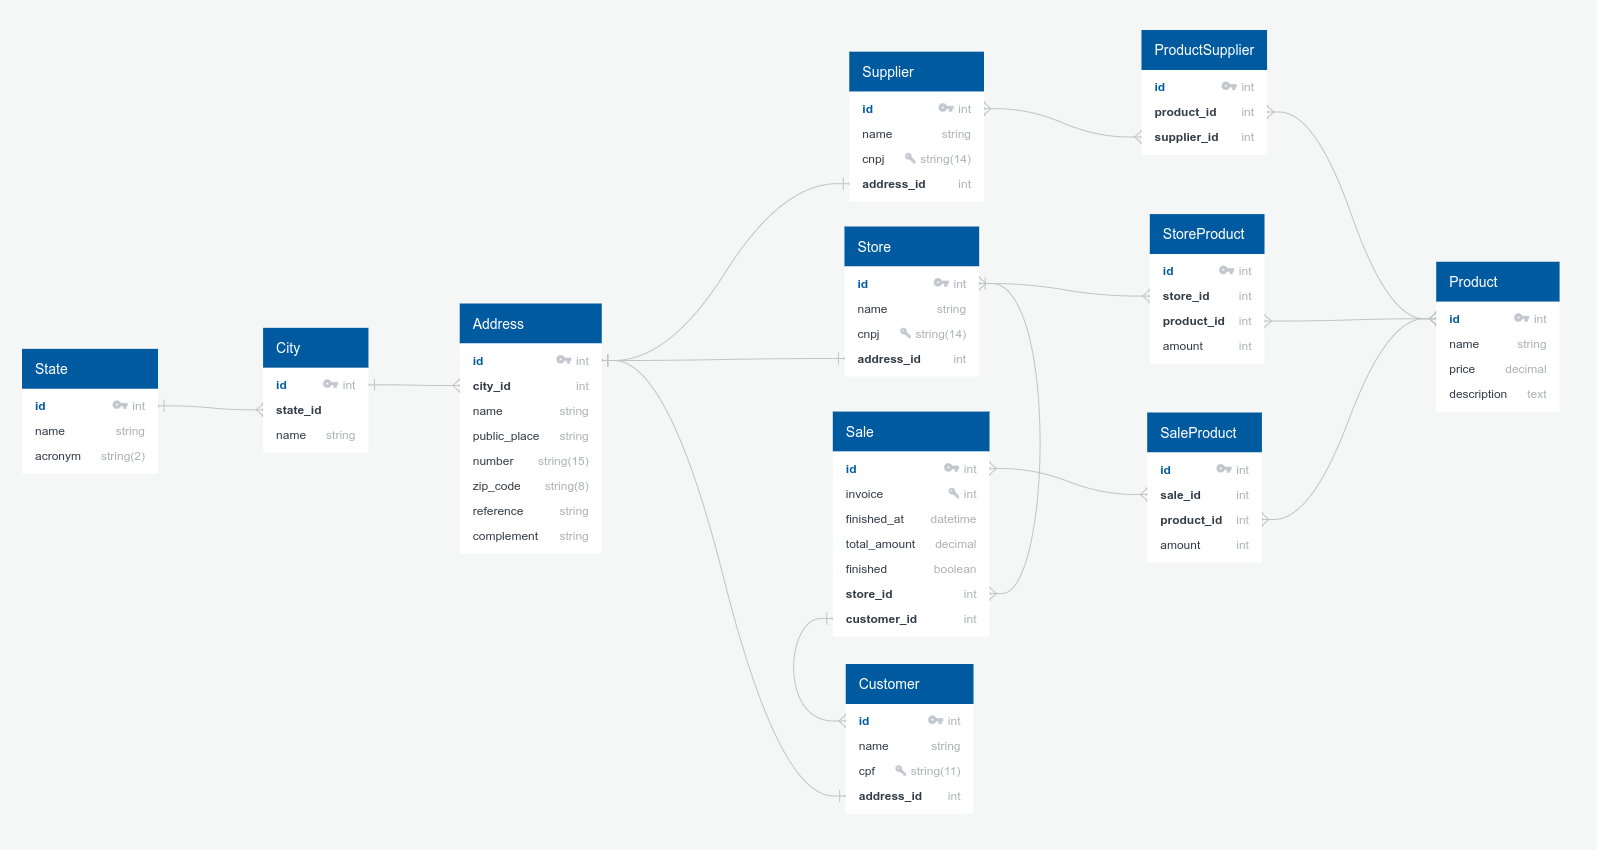 State
id int
name string
acronym string(2)
City
id int
state_id
name string
Address
id int
city_id int
name string
public_place string
number string(15)
zip_code string(8)
reference string
complement string
Supplier
id int
name string
cnpj string(14)
address_id int
Store
id int
name string
cnpj string(14)
address_id int
Sale
id int
invoice int
finished_at datetime
total_amount decimal
finished boolean
store_id int
customer_id int
Customer
id int
name string
cpf string(11)
address_id int
ProductSupplier
id int
product_id int
supplier_id int
StoreProduct
id int
store_id int
product_id int
amount int
SaleProduct
id int
sale_id int
product_id int
amount int
Product
id int
name string
price decimal
description text